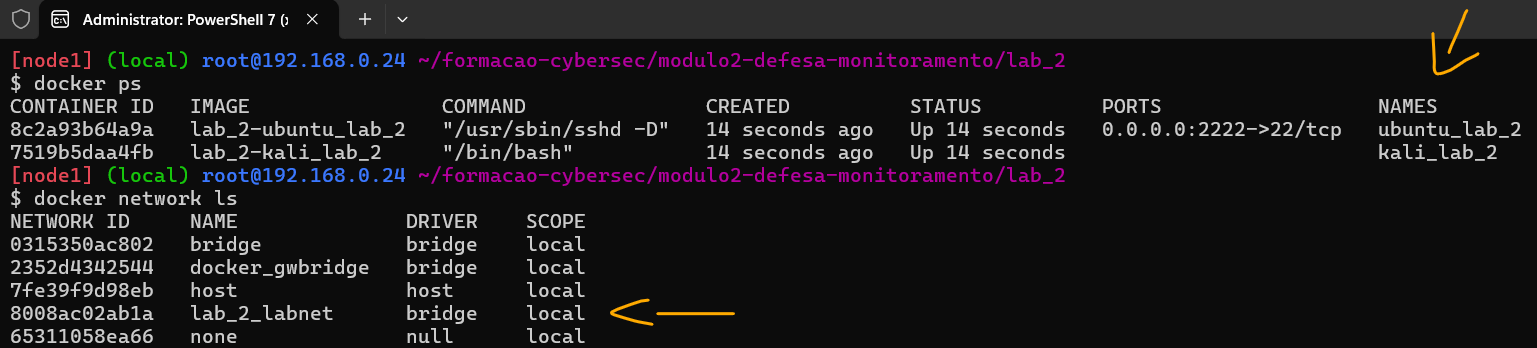 Administrator: PowerShell 7 (x
[node1] (local) root@192.168.0.24 ~/formacao-cybersec/modulo2-defesa-monitoramento/lab_2
$ docker ps
CONTAINER ID   IMAGE                COMMAND               CREATED          STATUS          PORTS                  NAMES
8c2a93b64a9a   lab_2-ubuntu_lab_2   "/usr/sbin/sshd -D"   14 seconds ago   Up 14 seconds   0.0.0.0:2222->22/tcp   ubuntu_lab_2
7519b5daa4fb   lab_2-kali_lab_2     "/bin/bash"           14 seconds ago   Up 14 seconds                          kali_lab_2
[node1] (local) root@192.168.0.24 ~/formacao-cybersec/modulo2-defesa-monitoramento/lab_2
$ docker network ls
NETWORK ID     NAME              DRIVER    SCOPE
0315350ac802   bridge            bridge    local
2352d4342544   docker_gwbridge   bridge    local
7fe39f9d98eb   host              host      local
8008ac02ab1a   lab_2_labnet      bridge    local
65311058ea66   none              null      local